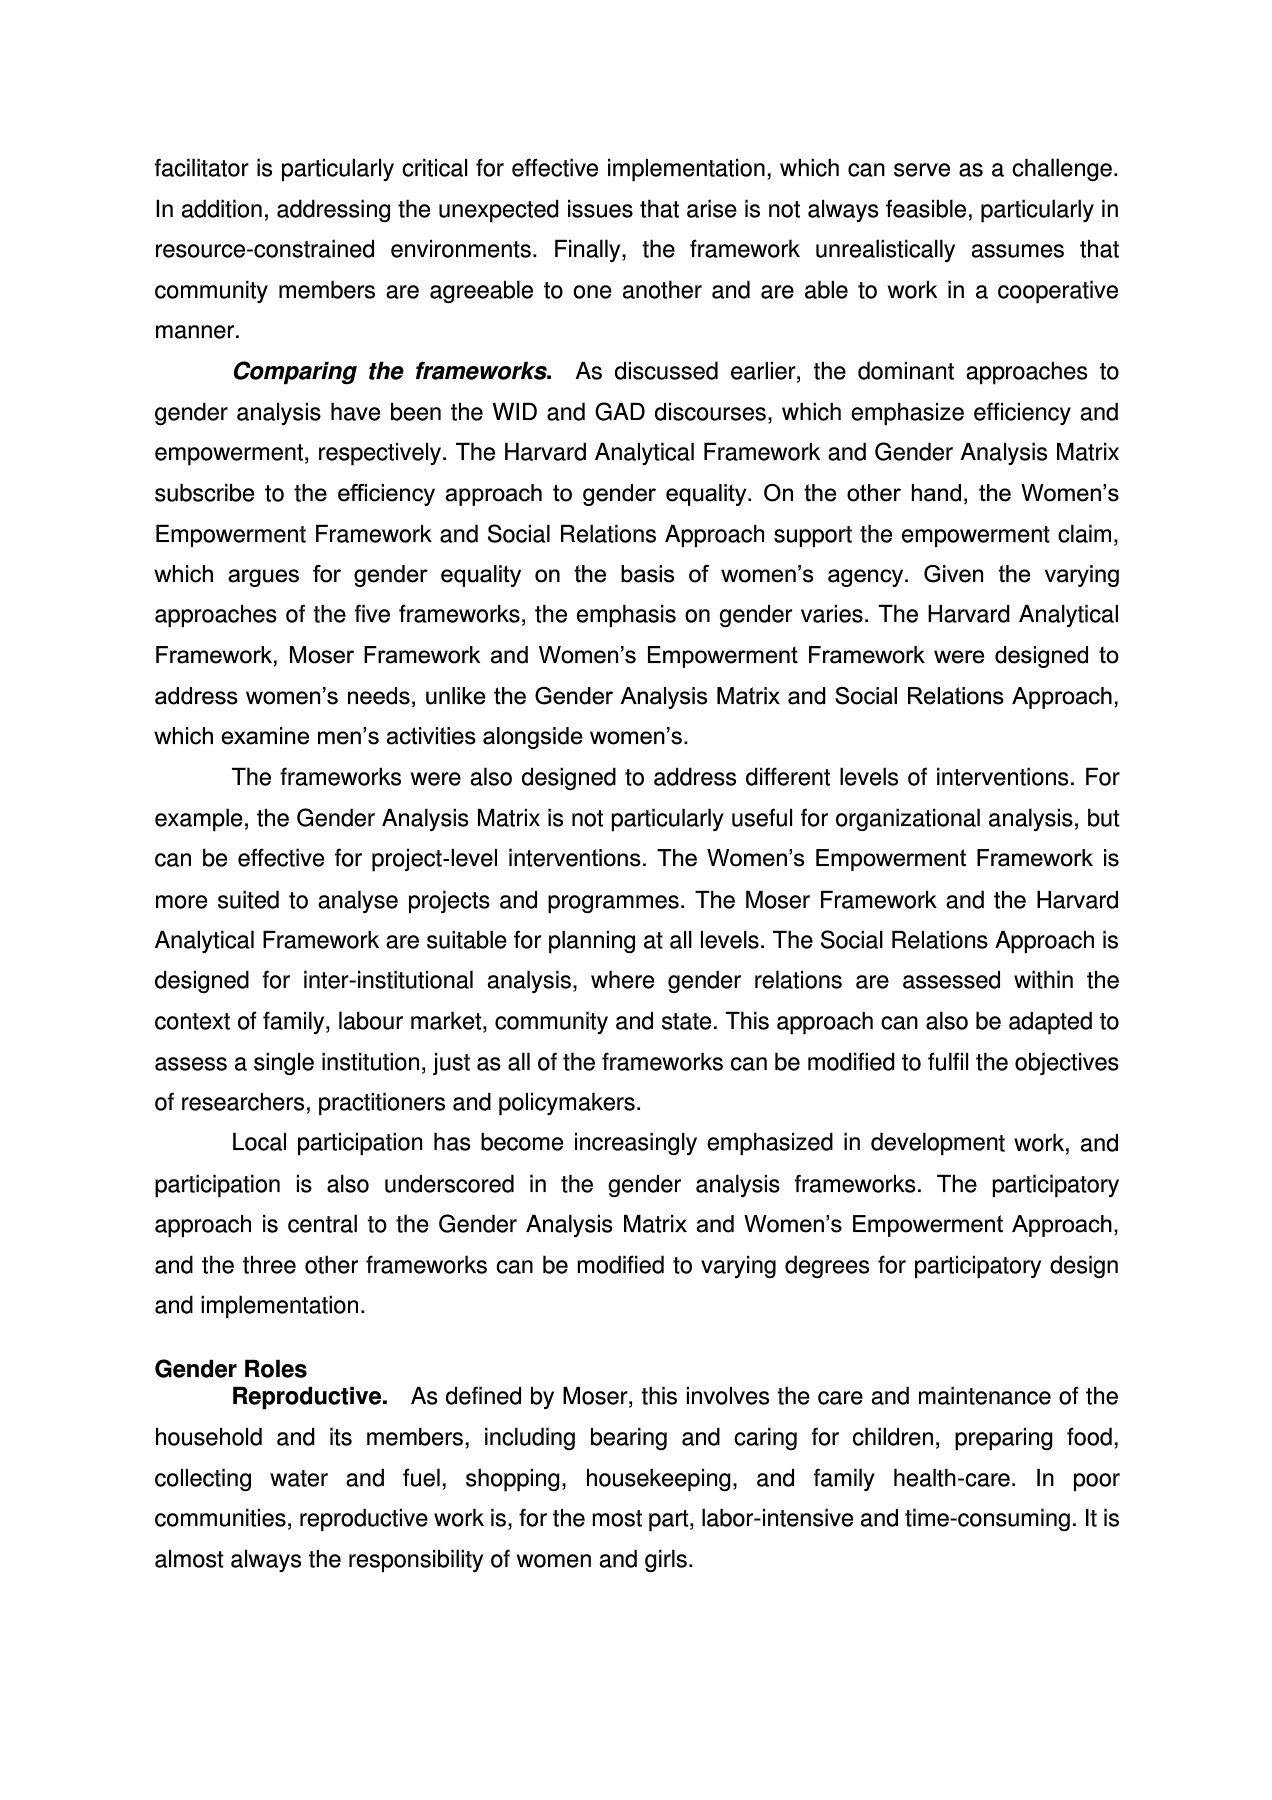 facilitator is particularly critical for effective implementation, which can serve as a challenge.
In addition, addressing the unexpected issues that arise is not always feasible, particularly in
resource-constrained environments. Finally, the framework unrealistically assumes that
community members are agreeable to one another and are able to work in a cooperative
manner.
Comparing the frameworks. As discussed earlier, the dominant approaches to
gender analysis have been the WID and GAD discourses, which emphasize efficiency and
empowerment, respectively. The Harvard Analytical Framework and Gender Analysis Matrix
subscribe to the efficiency approach to gender equality. On the other hand, the Women’s
Empowerment Framework and Social Relations Approach support the empowerment claim,
which argues for gender equality on the basis of women’s agency. Given the varying
approaches of the five frameworks, the emphasis on gender varies. The Harvard Analytical
Framework, Moser Framework and Women’s Empowerment Framework were designed to
address women’s needs, unlike the Gender Analysis Matrix and Social Relations Approach,
which examine men’s activities alongside women’s.
The frameworks were also designed to address different levels of interventions. For
example, the Gender Analysis Matrix is not particularly useful for organizational analysis, but
can be effective for project-level interventions. The Women’s Empowerment Framework is
more suited to analyse projects and programmes. The Moser Framework and the Harvard
Analytical Framework are suitable for planning at all levels. The Social Relations Approach is
designed for inter-institutional analysis, where gender relations are assessed within the
context of family, labour market, community and state. This approach can also be adapted to
assess a single institution, just as all of the frameworks can be modified to fulfil the objectives
of researchers, practitioners and policymakers.
Local participation has become increasingly emphasized in development work, and
participation is also underscored in the gender analysis frameworks. The participatory
approach is central to the Gender Analysis Matrix and Women’s Empowerment Approach,
and the three other frameworks can be modified to varying degrees for participatory design
and implementation.
Gender Roles
Reproductive. As defined by Moser, this involves the care and maintenance of the
household and its members, including bearing and caring for children, preparing food,
collecting water and fuel, shopping, housekeeping, and family health-care. In poor
communities, reproductive work is, for the most part, labor-intensive and time-consuming. It is
almost always the responsibility of women and girls.